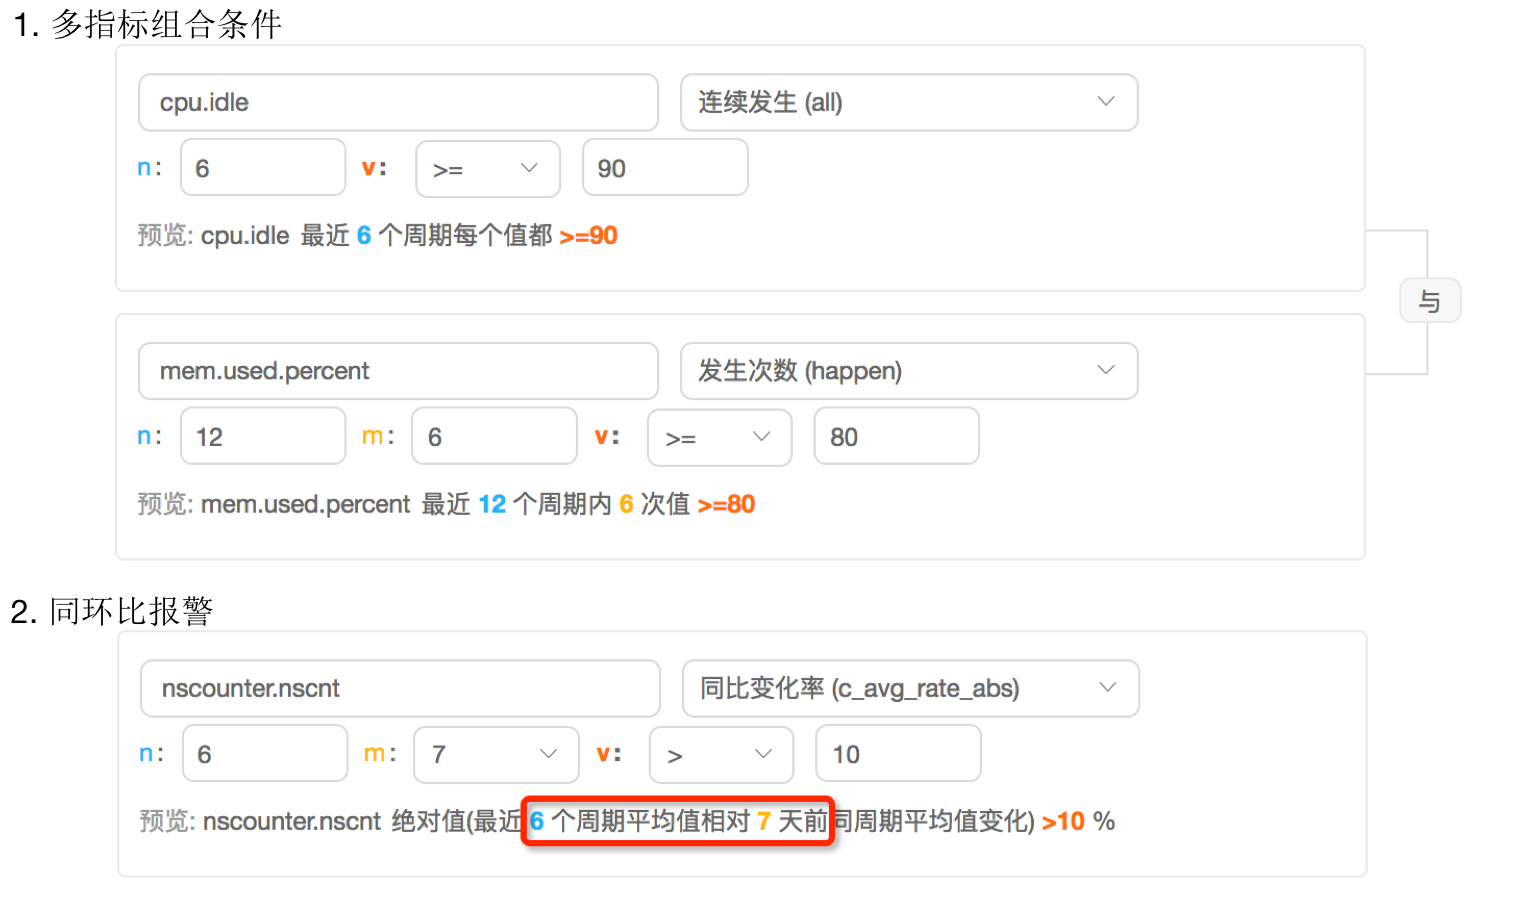 1. 多指标组合条件
cpu.idle 连续发生 (all)
n: 6 v: >= 90
预览: cpu.idle 最近 6 个周期每个值都 >=90
与
mem.used.percent 发生次数 (happen)
n: 12 m: 6 v: >= 80
预览: mem.used.percent 最近 12 个周期内 6 次值 >=80
2. 同环比报警
nscounter.nscnt 同比变化率 (c_avg_rate_abs)
n: 6 m: 7 v: > 10
预览: nscounter.nscnt 绝对值(最近 6 个周期平均值相对 7 天前同周期平均值变化) >10 %